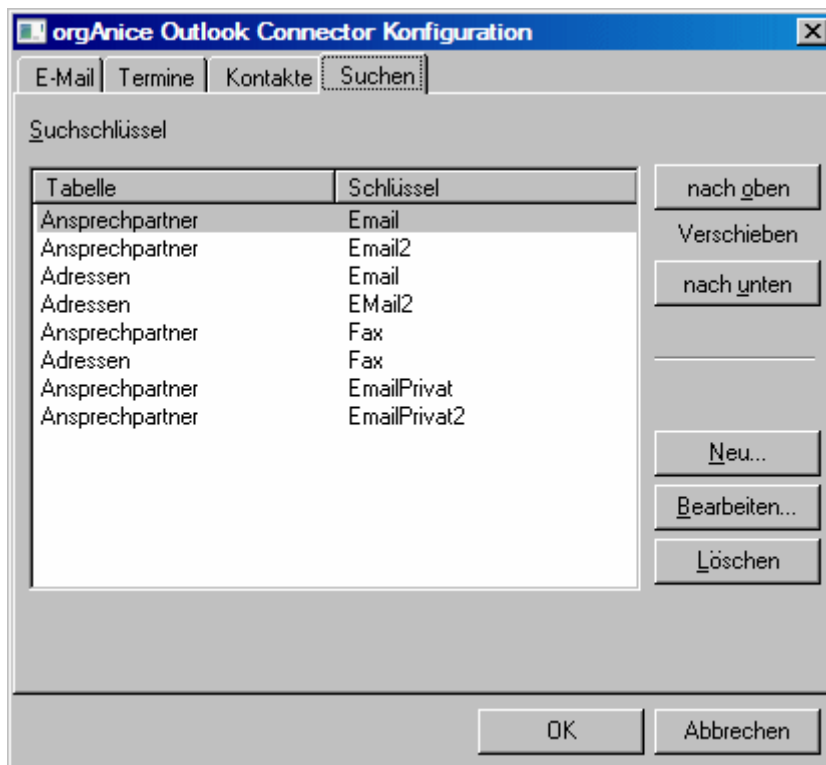 orgAnice Outlook Connector Konfiguration
E-Mail Termine Kontakte Suchen
Suchschlüssel
Tabelle Schlüssel
Ansprechpartner Email
Ansprechpartner Email2
Adressen Email
Adressen EMail2
Ansprechpartner Fax
Adressen Fax
Ansprechpartner EmailPrivat
Ansprechpartner EmailPrivat2
nach oben
Verschieben
nach unten
Neu...
Bearbeiten...
Löschen
OK Abbrechen